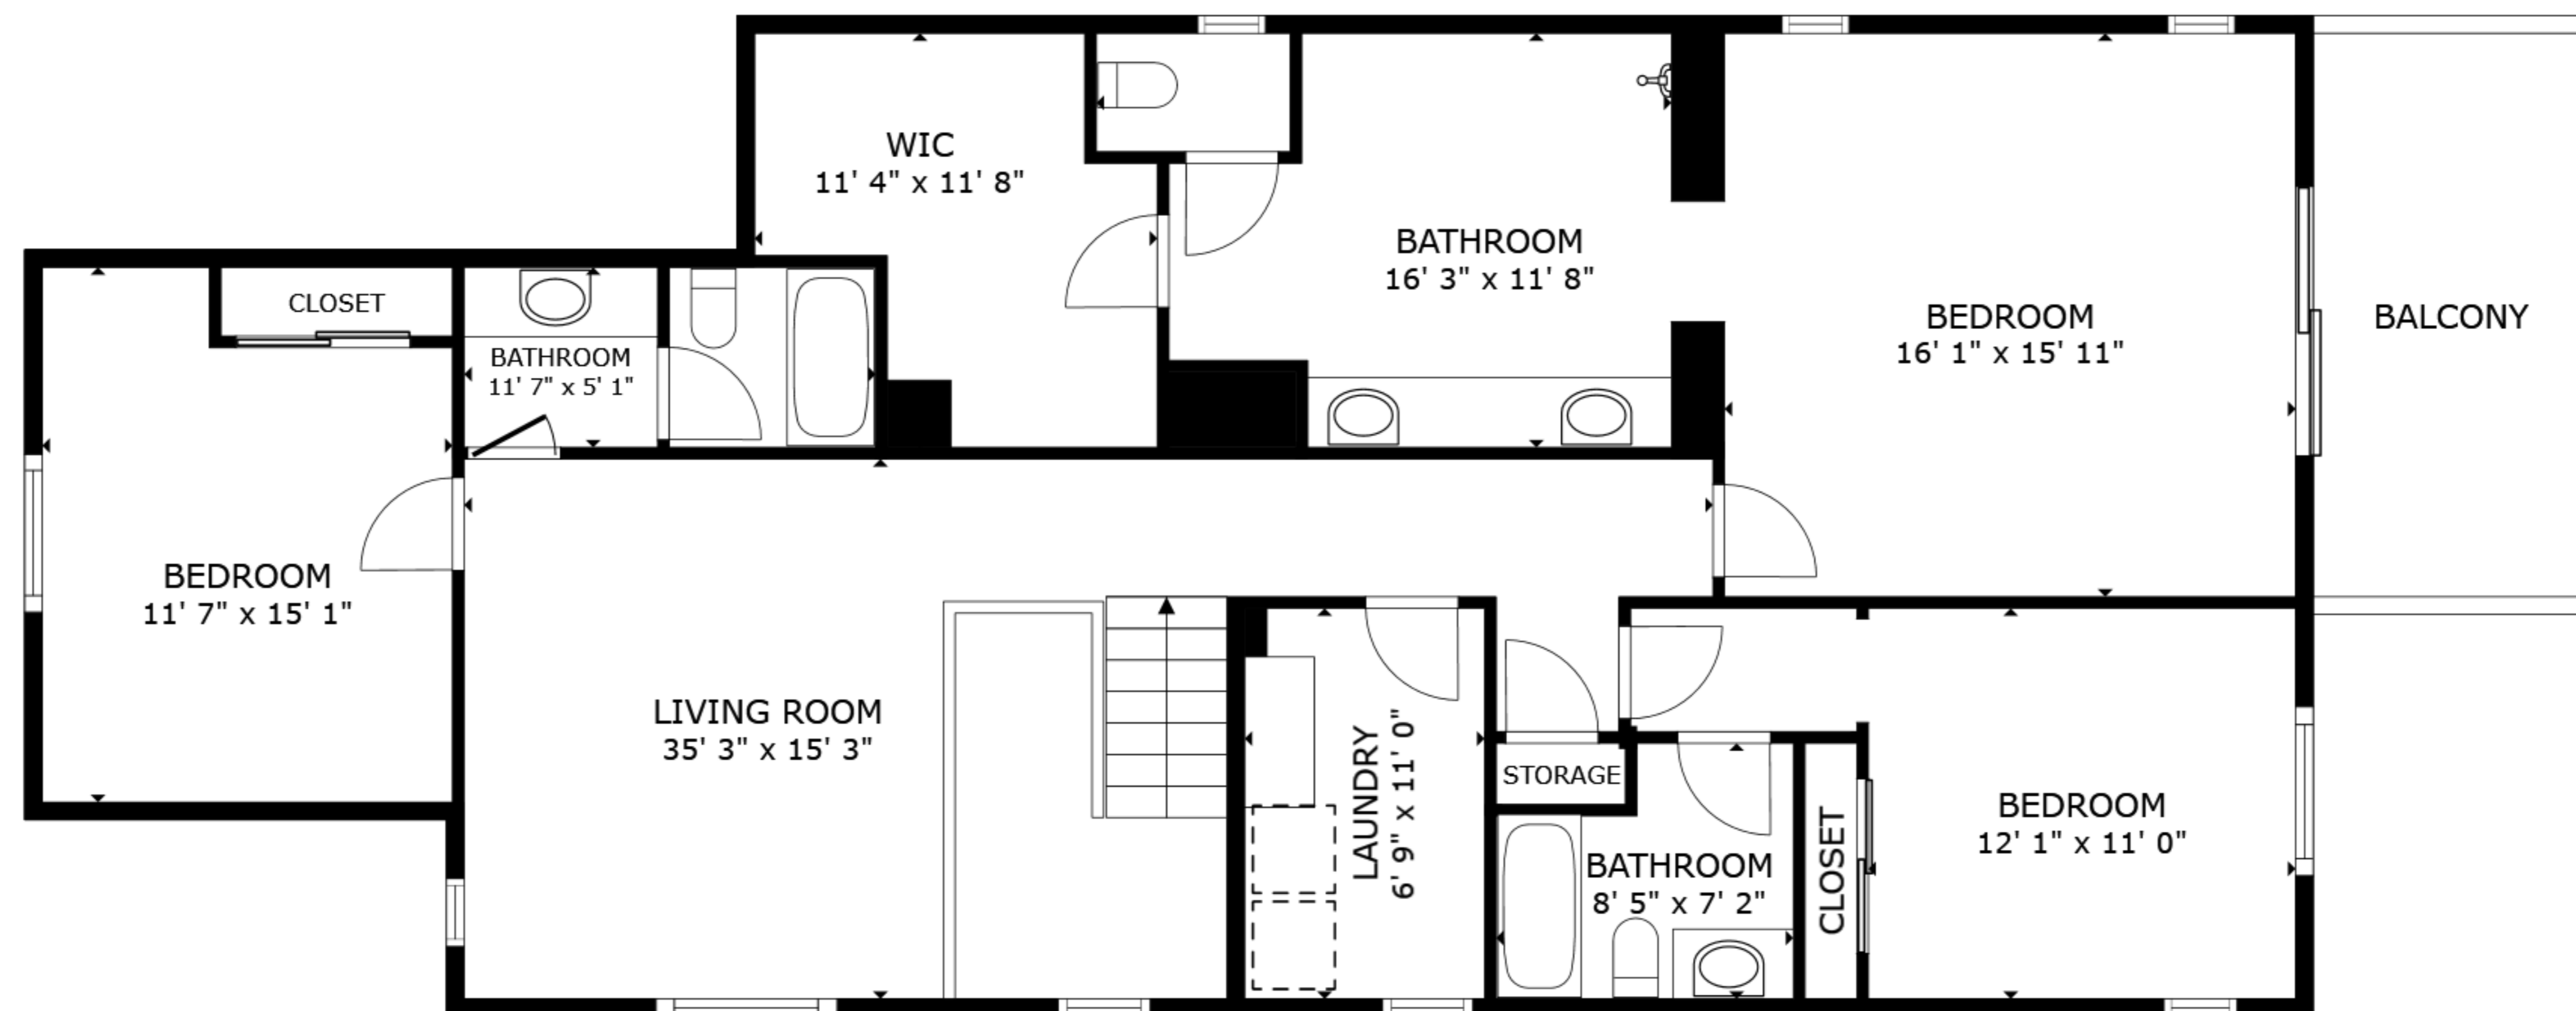 WIC
11' 4" x 11' 8"
BATHROOM
16' 3" x 11' 8"
CLOSET
BATHROOM
11' 7" x 5' 1"
BEDROOM
16' 1" x 15' 11"
BALCONY
BEDROOM
11' 7" x 15' 1"
LIVING ROOM
35' 3" x 15' 3"
LAUNDRY
6' 9" x 11' 0"
STORAGE
BATHROOM
8' 5" x 7' 2"
CLOSET
BEDROOM
12' 1" x 11' 0"